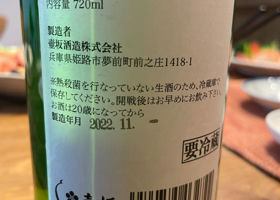 内容量 720ml
製造者
壷坂酒造株式会社
兵庫県姫路市夢前町前之庄1418-1
※熱殺菌を行なっていない生酒のため、冷蔵庫で
保存してください。開戦後はお早めにお飲み下さい。
お酒は20歳になってから
製造年月 2022.11.
要冷蔵